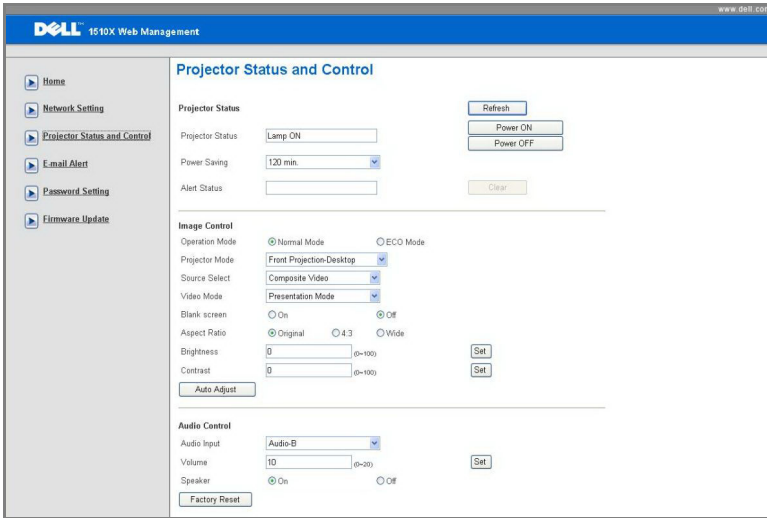 www.dell.com
DELL™ 1510X Web Management
Home
Network Setting
Projector Status and Control
E-mail Alert
Password Setting
Firmware Update
Projector Status and Control
Projector Status Refresh
Power ON
Projector Status Lamp ON
Power OFF
Power Saving 120 min.
Alert Status Clear
Image Control
Operation Mode Normal Mode ECO Mode
Projector Mode Front Projection-Desktop
Source Select Composite Video
Video Mode Presentation Mode
Blank screen On Off
Aspect Ratio Original 4:3 Wide
Brightness 0 (0~100) Set
Contrast 0 (0~100) Set
Auto Adjust
Audio Control
Audio Input Audio-B
Volume 10 (0~20) Set
Speaker On Off
Factory Reset